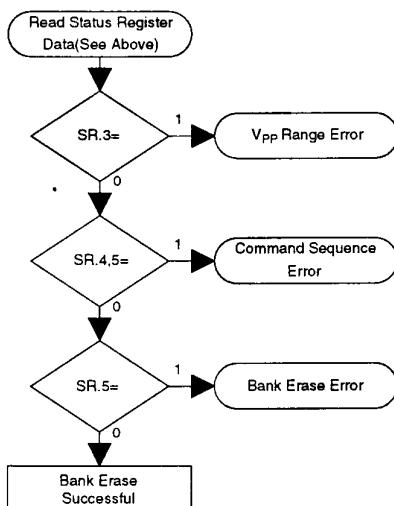 Read Status Register
Data(See Above)
SR.3=
1
VPP Range Error
0
SR.4,5=
1
Command Sequence
Error
0
SR.5=
1
Bank Erase Error
0
Bank Erase
Successful